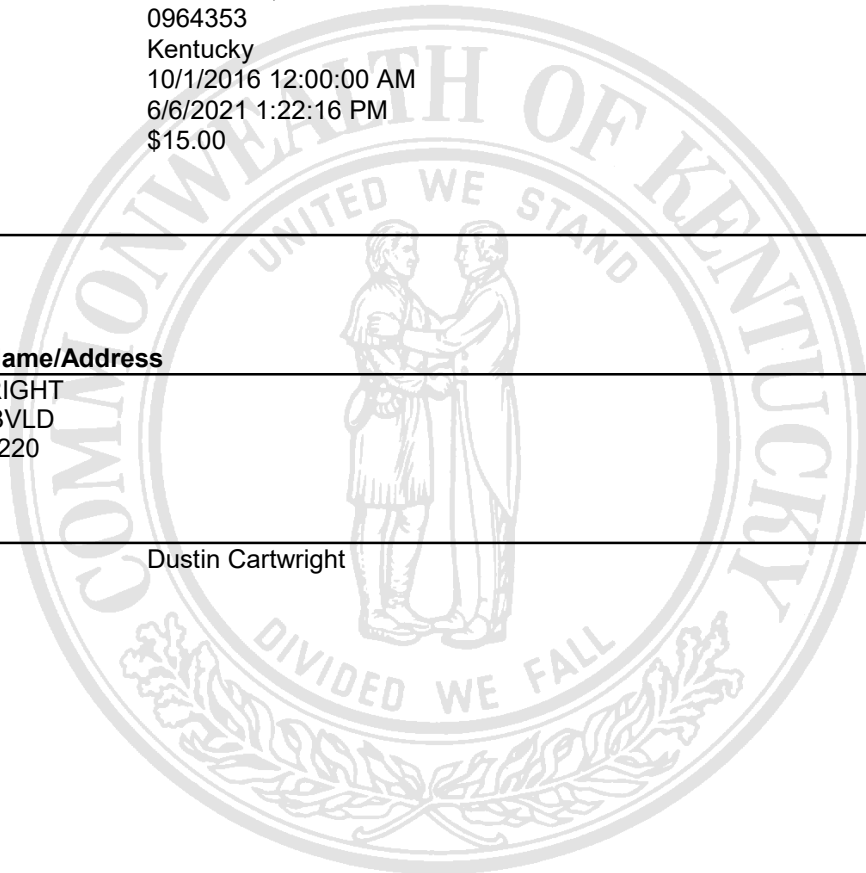 0964353
Kentucky
10/1/2016 12:00:00 AM
6/6/2021 1:22:16 PM
$15.00
COMMONWEALTH OF KENTUCKY
UNITED WE STAND
ame/Address
RIGHT
BVLD
220
Dustin Cartwright
DIVIDED WE FALL